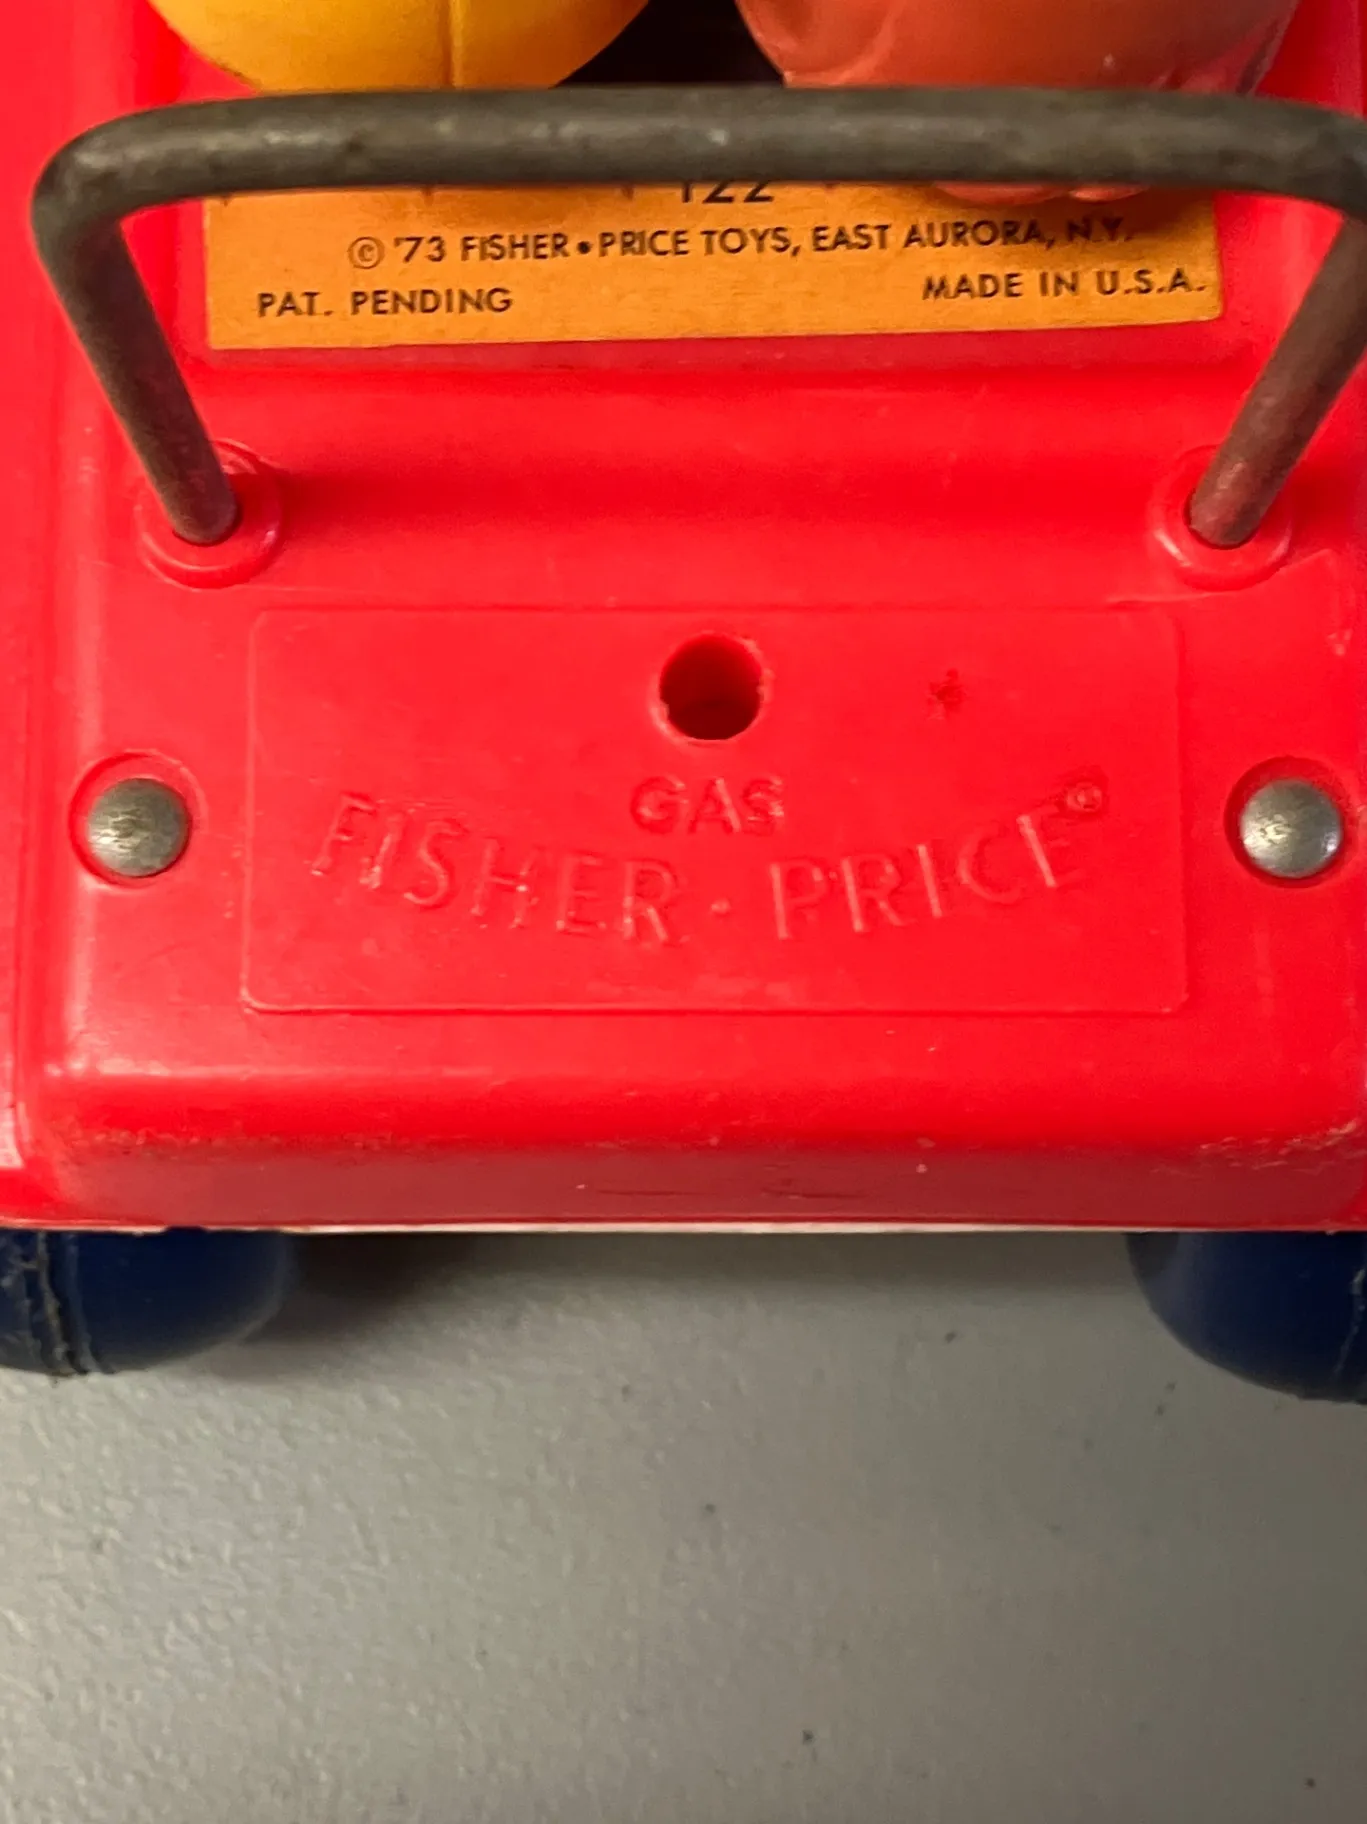 122
© '73 FISHER•PRICE TOYS, EAST AURORA, N.Y.
PAT. PENDING MADE IN U.S.A.
GAS
FISHER·PRICE®